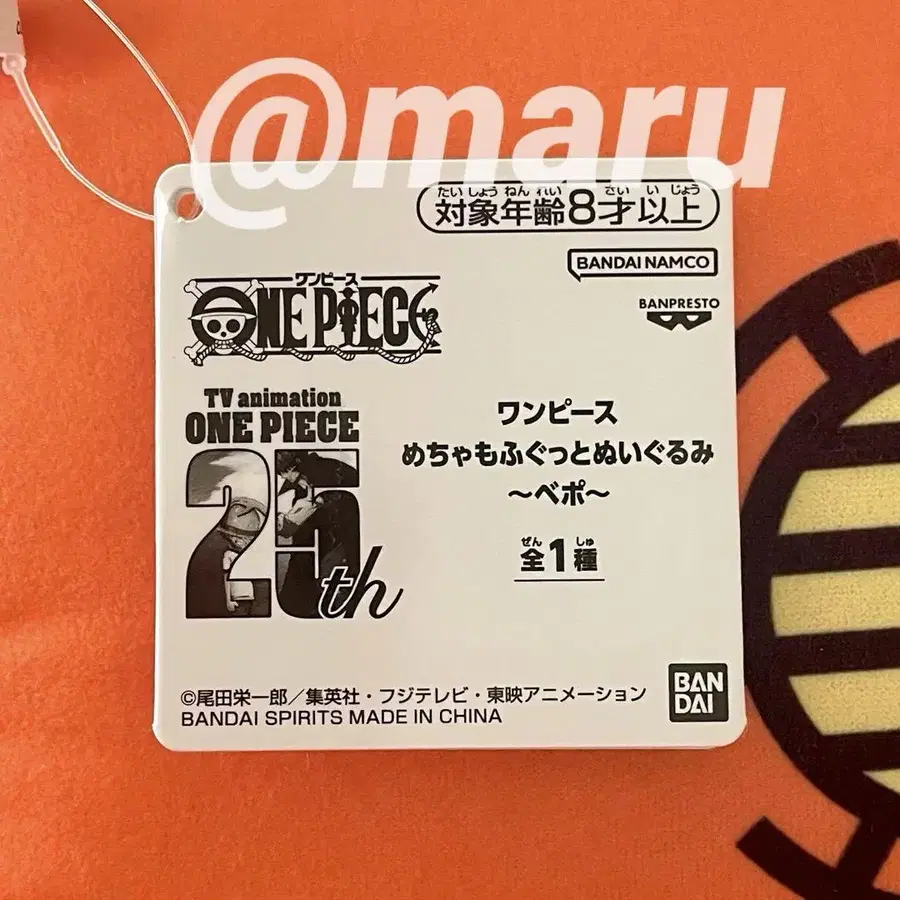 @maru
たいしょうねんれい さいいじょう
対象年齢8才以上
BANDAI NAMCO
BANPRESTO
ワンピース
ONE PIECE
TV animation
ONE PIECE
25th
ワンピース
めちゃもふぐっとぬいぐるみ
〜ベポ〜
ぜん しゅ
全1種
©尾田栄一郎／集英社・フジテレビ・東映アニメーション
BANDAI SPIRITS MADE IN CHINA
BAN
DAI